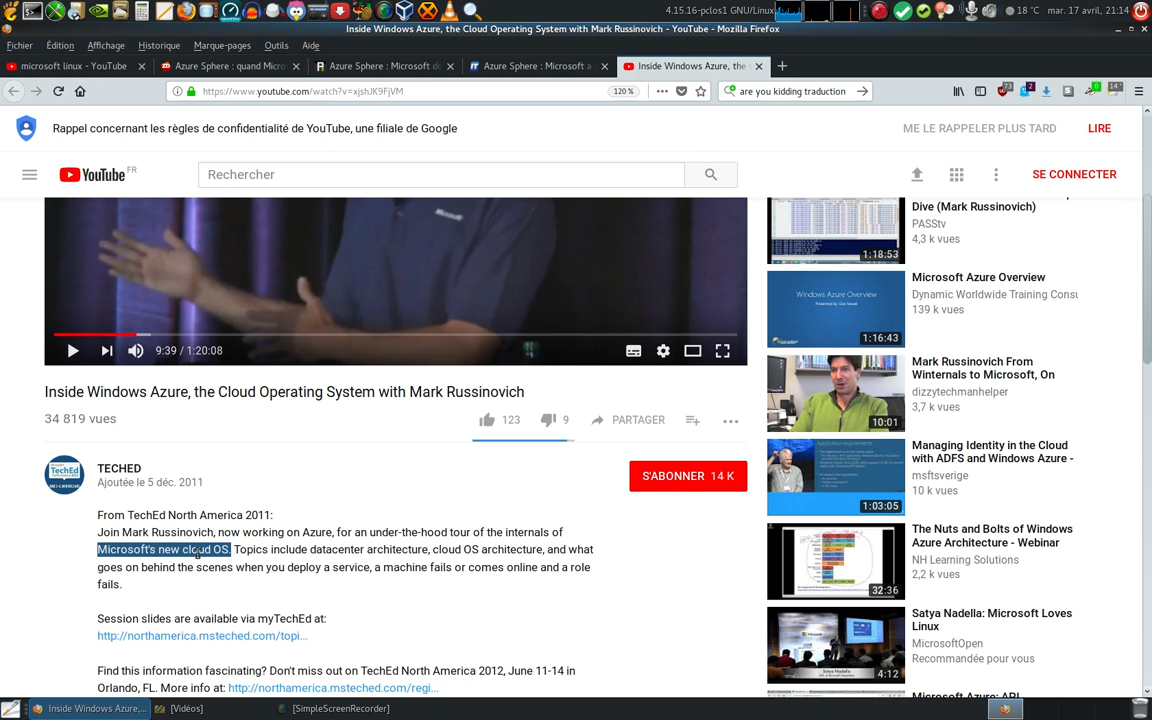 4.15.16-pclos1 GNU/Linux
18 °C
mar. 17 avril, 21:14
Inside Windows Azure, the Cloud Operating System with Mark Russinovich - YouTube - Mozilla Firefox
Fichier Édition Affichage Historique Marque-pages Outils Aide
microsoft linux - YouTube
Azure Sphere : quand Micro
Azure Sphere : Microsoft de
Azure Sphere : Microsoft a
Inside Windows Azure, the
https://www.youtube.com/watch?v=xjshJK9FjVM
120 %
are you kidding traduction
Rappel concernant les règles de confidentialité de YouTube, une filiale de Google
ME LE RAPPELER PLUS TARD
LIRE
YouTube FR
Rechercher
SE CONNECTER
9:39 / 1:20:08
Inside Windows Azure, the Cloud Operating System with Mark Russinovich
34 819 vues
123
9
PARTAGER
TECHED
Ajoutée le 5 déc. 2011
S'ABONNER 14 K
From TechEd North America 2011:
Join Mark Russinovich, now working on Azure, for an under-the-hood tour of the internals of
Microsoft's new cloud OS. Topics include datacenter architecture, cloud OS architecture, and what
goes on behind the scenes when you deploy a service, a machine fails or comes online and a role
fails.
Session slides are available via myTechEd at:
http://northamerica.msteched.com/topi...
Find this information fascinating? Don't miss out on TechEd North America 2012, June 11-14 in
Orlando, FL. More info at: http://northamerica.msteched.com/regi...
Dive (Mark Russinovich)
PASStv
4,3 k vues
1:18:53
Microsoft Azure Overview
Dynamic Worldwide Training Consu
139 k vues
Windows Azure Overview
1:16:43
Mark Russinovich From
Winternals to Microsoft, On
dizzytechmanhelper
3,7 k vues
10:01
Managing Identity in the Cloud
with ADFS and Windows Azure -
msftsverige
10 k vues
1:03:05
The Nuts and Bolts of Windows
Azure Architecture - Webinar
NH Learning Solutions
2,2 k vues
32:36
Satya Nadella: Microsoft Loves
Linux
MicrosoftOpen
Recommandée pour vous
4:12
Inside Windows Azure,...
[Vidéos]
[SimpleScreenRecorder]